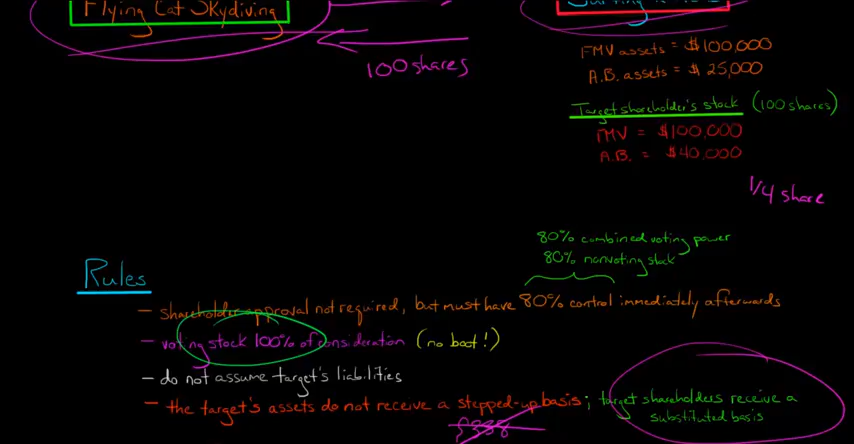 Flying Cat Skydiving
100 shares
FMV assets = $100,000
A.B. assets = $25,000
Target shareholder's stock (100 shares)
FMV = $100,000
A.B. = $40,000
1/4 share
80% combined voting power
80% nonvoting stock
Rules
- shareholder approval not required, but must have 80% control immediately afterwards
- voting stock 100% of consideration (no boot!)
- do not assume target's liabilities
- the target's assets do not receive a stepped-up basis; target shareholders receive a
substituted basis
§338